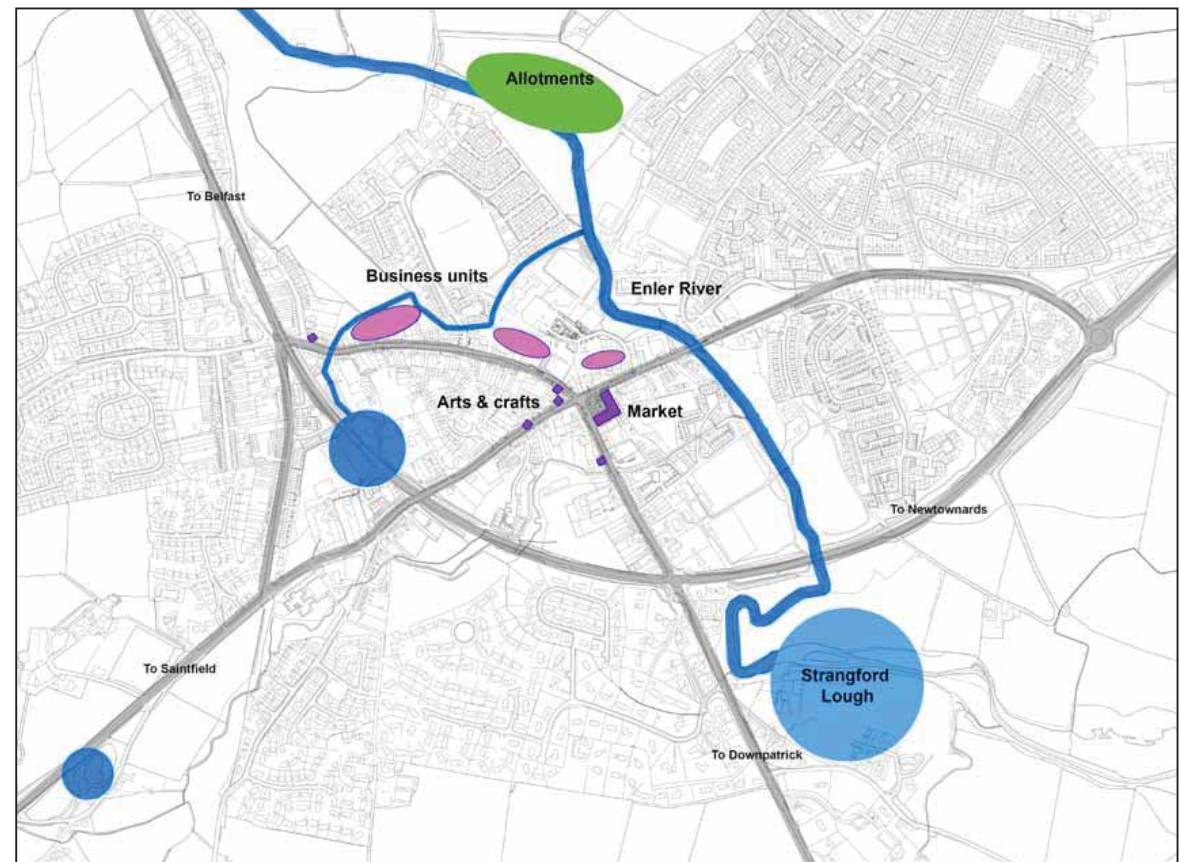 Allotments
To Belfast
Business units
Enler River
Arts & crafts
Market
To Newtownards
To Saintfield
Strangford
Lough
To Downpatrick